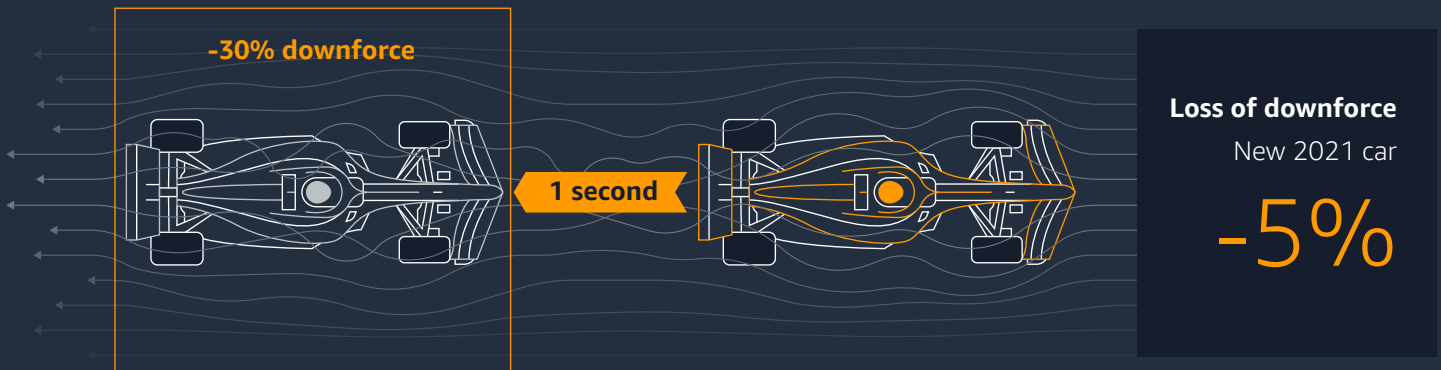 -30% downforce
1 second
Loss of downforce
New 2021 car
-5%